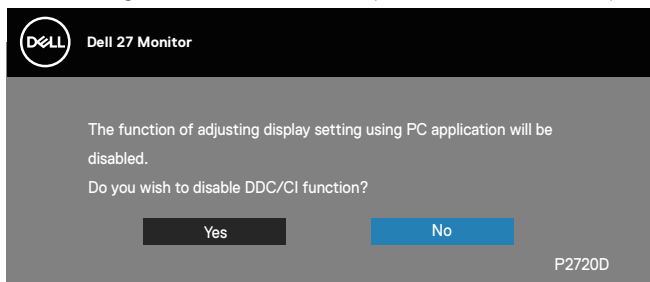 DELL
Dell 27 Monitor
The function of adjusting display setting using PC application will be
disabled.
Do you wish to disable DDC/CI function?
Yes
No
P2720D